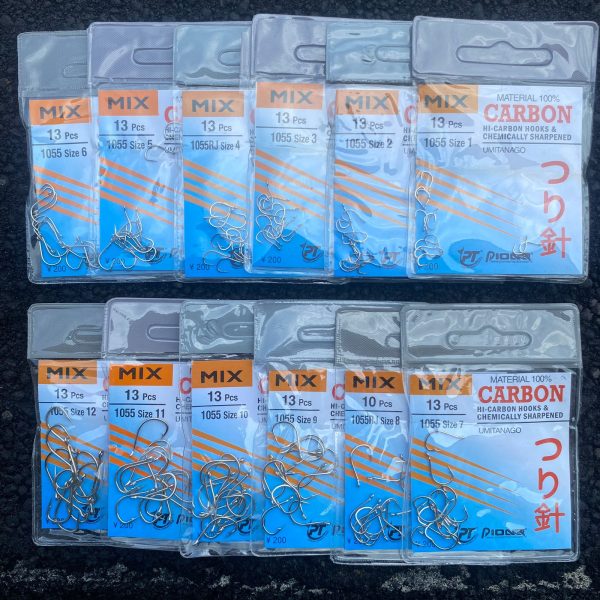 MIX
13 Pcs
1055 Size 6
¥ 200
MIX
13 Pcs
1055 Size 5
MIX
13 Pcs
1055RJ Size 4
¥ 200
MIX
13 Pcs
1055 Size 3
¥ 200
MIX
13 Pcs
1055 Size 2
MIX
13 Pcs
1055 Size 1
MATERIAL 100%
CARBON
HI-CARBON HOOKS &
CHEMICALLY SHARPENED
UMITANAGO
つり針
PT
MIX
13 Pcs
1055 Size 12
MIX
13 Pcs
1055 Size 11
MIX
13 Pcs
1055 Size 10
MIX
13 Pcs
1055 Size 9
¥ 200
MIX
10 Pcs
1055RJ Size 8
MIX
13 Pcs
1055 Size 7
MATERIAL 100%
CARBON
HI-CARBON HOOKS &
CHEMICALLY SHARPENED
UMITANAGO
つり針